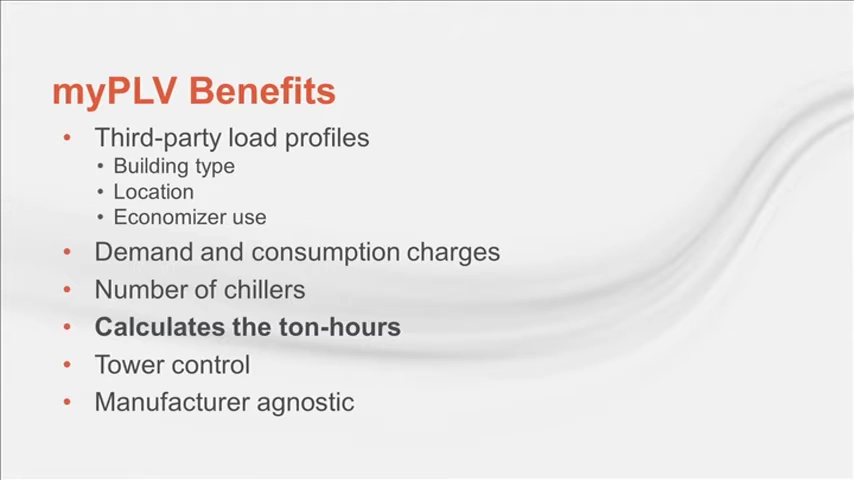 myPLV Benefits
• Third-party load profiles
• Building type
• Location
• Economizer use
• Demand and consumption charges
• Number of chillers
• Calculates the ton-hours
• Tower control
• Manufacturer agnostic